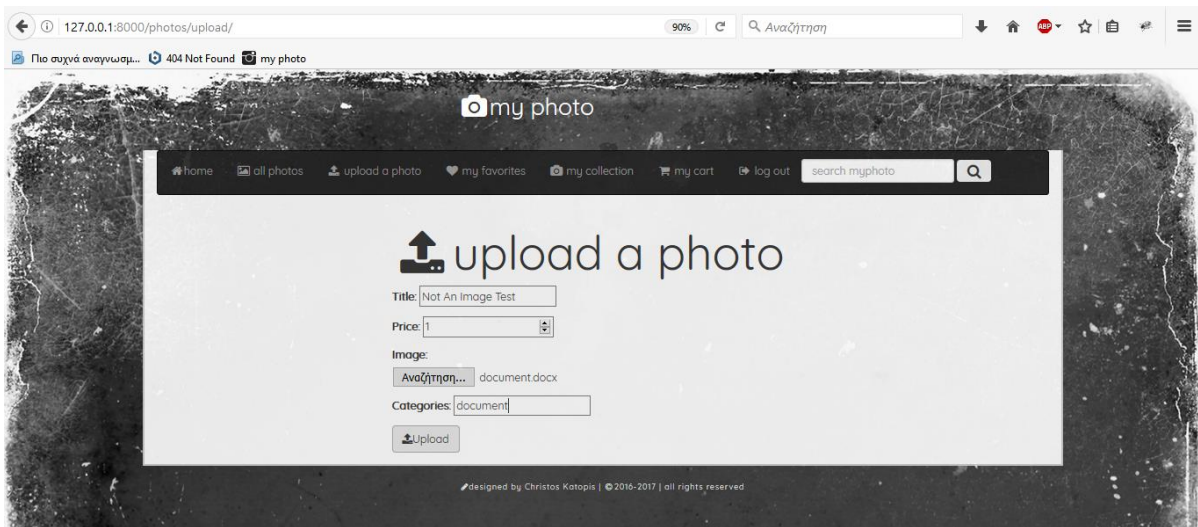 127.0.0.1:8000/photos/upload/ 90% Αναζήτηση ABP
Πιο συχνά αναγνωσμ... 404 Not Found my photo
my photo
home all photos upload a photo my favorites my collection my cart log out search myphoto
upload a photo
Title: Not An Image Test
Price: 1
Image:
Αναζήτηση... document.docx
Categories: document
Upload
designed by Christos Katopis | © 2016-2017 | all rights reserved